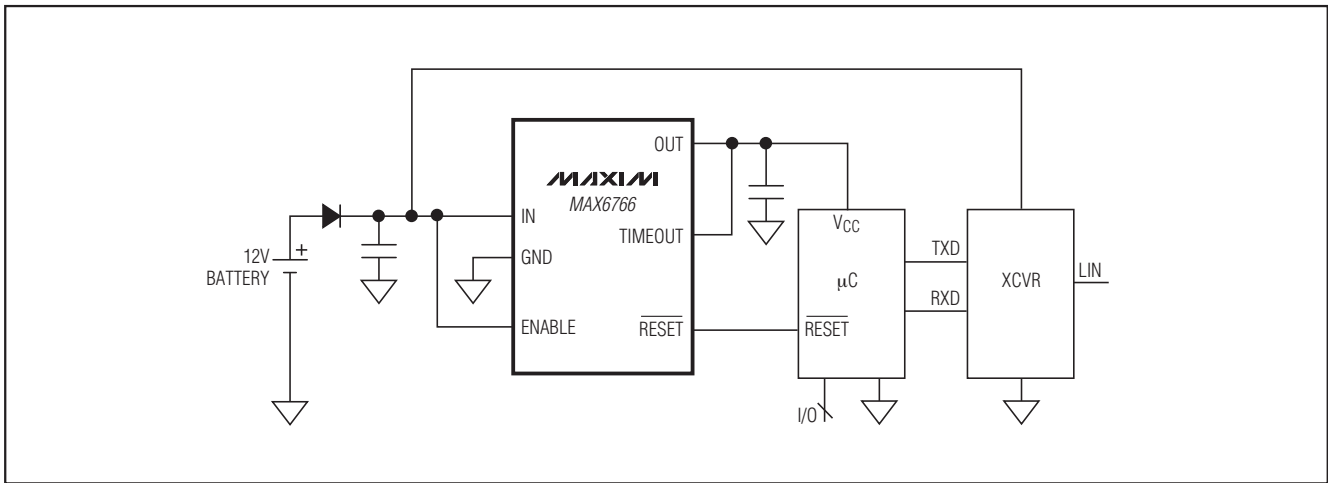 OUT
MAXIM
MAX6766
IN
TIMEOUT
GND
ENABLE
RESET
12V
BATTERY
+
VCC
μC
RESET
I/O
TXD
RXD
XCVR
LIN